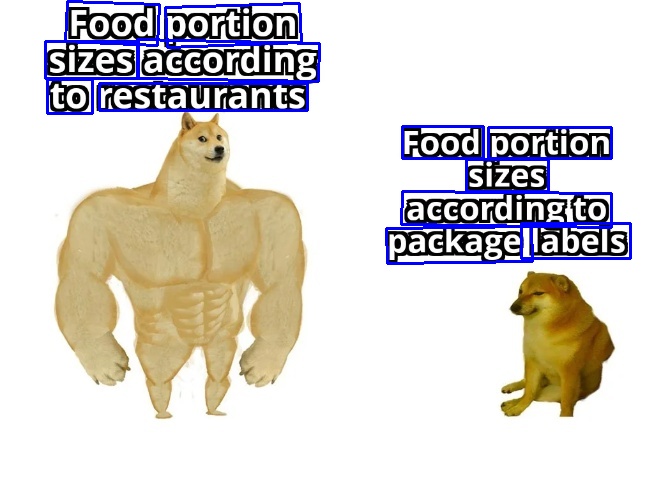 Food portion
sizes according
to restaurants
Food portion
sizes
according to
package labels